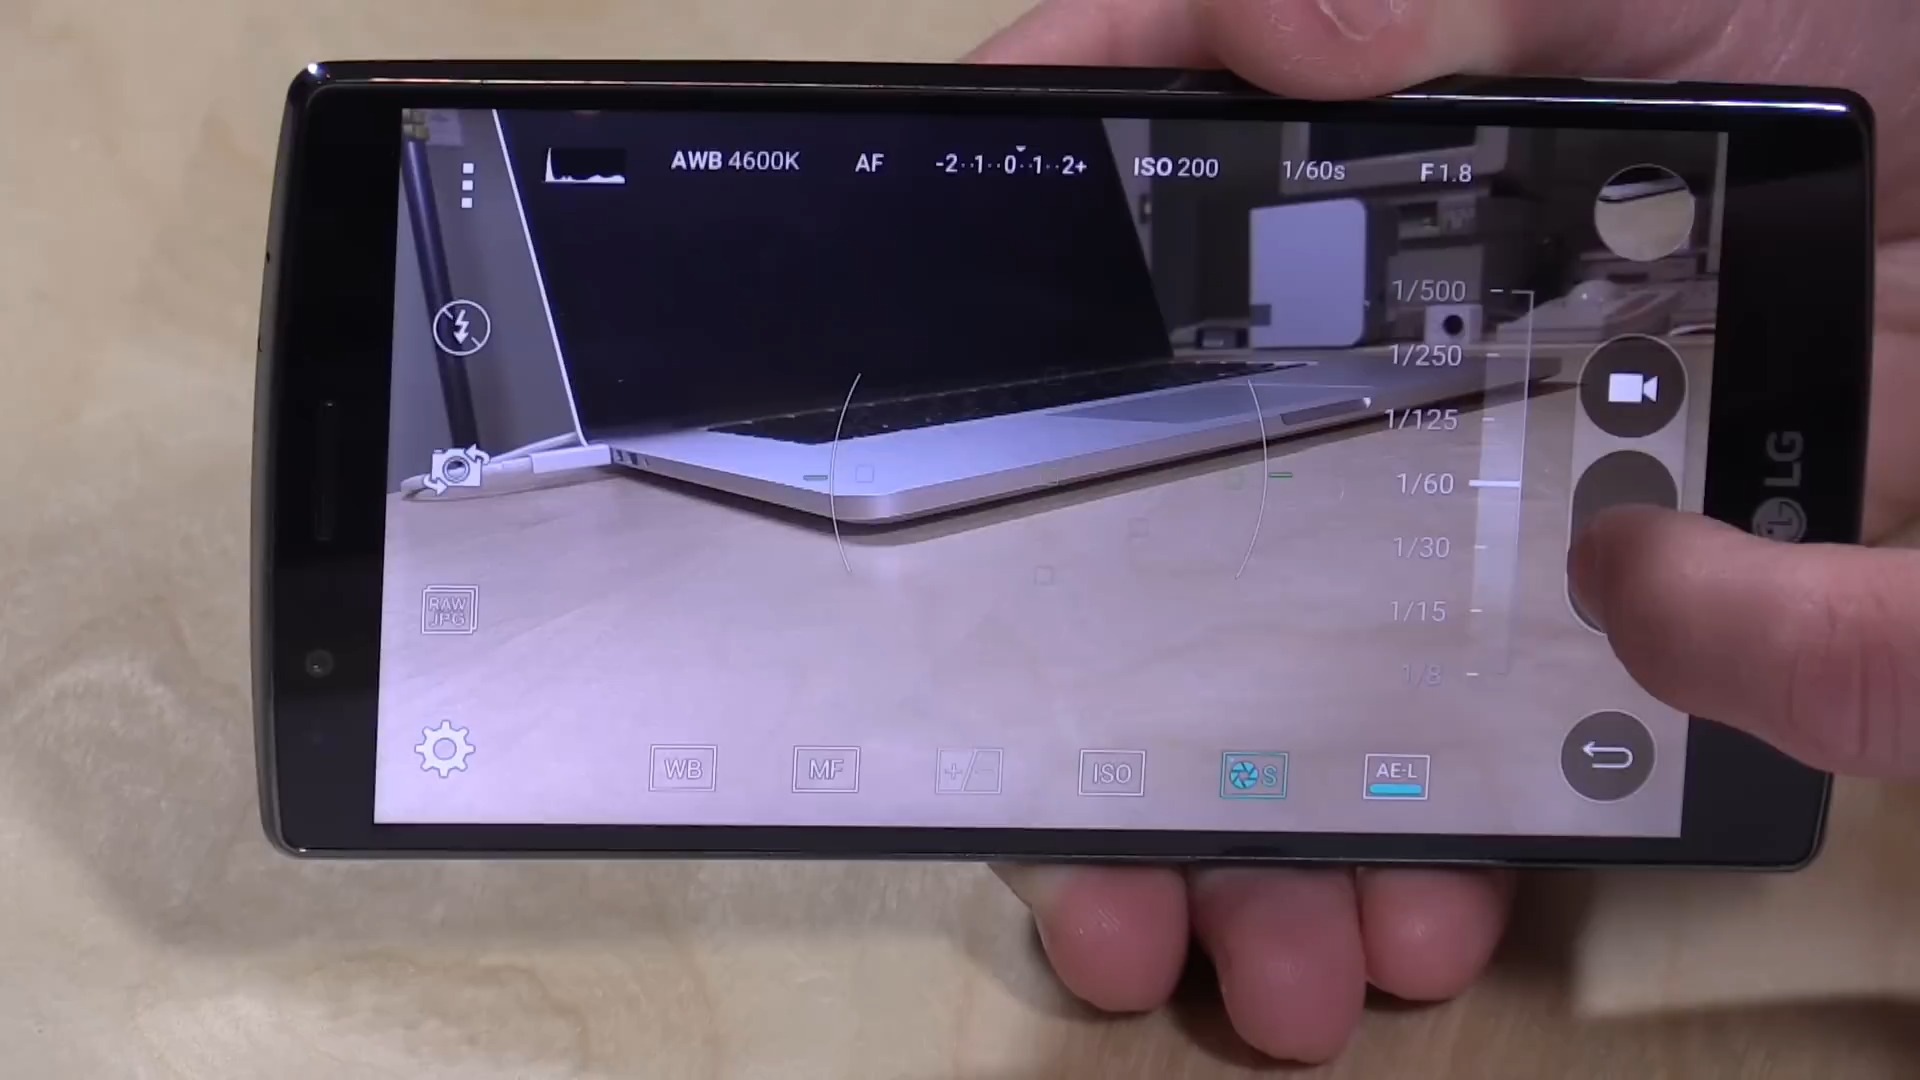 AWB 4600K AF -2··1··0··1··2+ ISO 200 1/60s F 1.8
1/500
1/250
1/125
1/60
1/30
1/15
1/8
RAW
JPG
WB MF +/- ISO S AE-L
LG